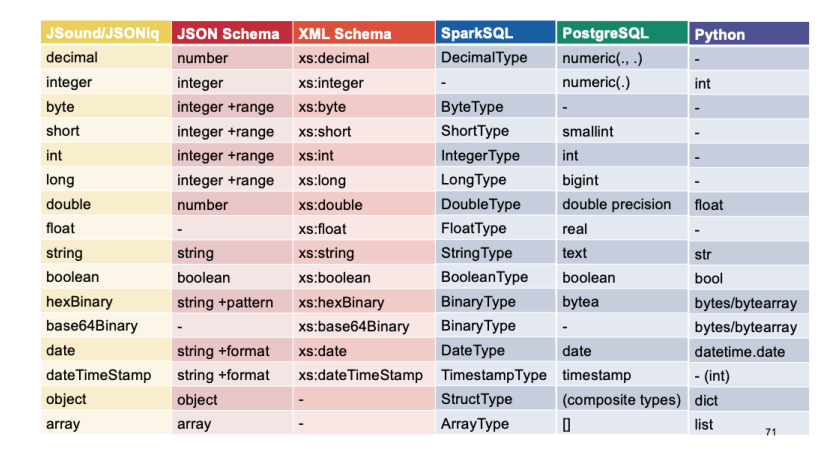 JSound/JSONiq JSON Schema XML Schema SparkSQL PostgreSQL Python
decimal number xs:decimal DecimalType numeric(., .) -
integer integer xs:integer - numeric(.) int
byte integer +range xs:byte ByteType - -
short integer +range xs:short ShortType smallint -
int integer +range xs:int IntegerType int -
long integer +range xs:long LongType bigint -
double number xs:double DoubleType double precision float
float - xs:float FloatType real -
string string xs:string StringType text str
boolean boolean xs:boolean BooleanType boolean bool
hexBinary string +pattern xs:hexBinary BinaryType bytea bytes/bytearray
base64Binary - xs:base64Binary BinaryType - bytes/bytearray
date string +format xs:date DateType date datetime.date
dateTimeStamp string +format xs:dateTimeStamp TimestampType timestamp - (int)
object object - StructType (composite types) dict
array array - ArrayType [] list
71